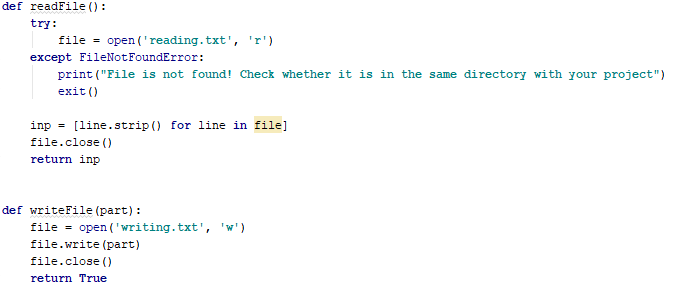 def readFile():
    try:
        file = open('reading.txt', 'r')
    except FileNotFoundError:
        print("File is not found! Check whether it is in the same directory with your project")
        exit()

    inp = [line.strip() for line in file]
    file.close()
    return inp


def writeFile(part):
    file = open('writing.txt', 'w')
    file.write(part)
    file.close()
    return True